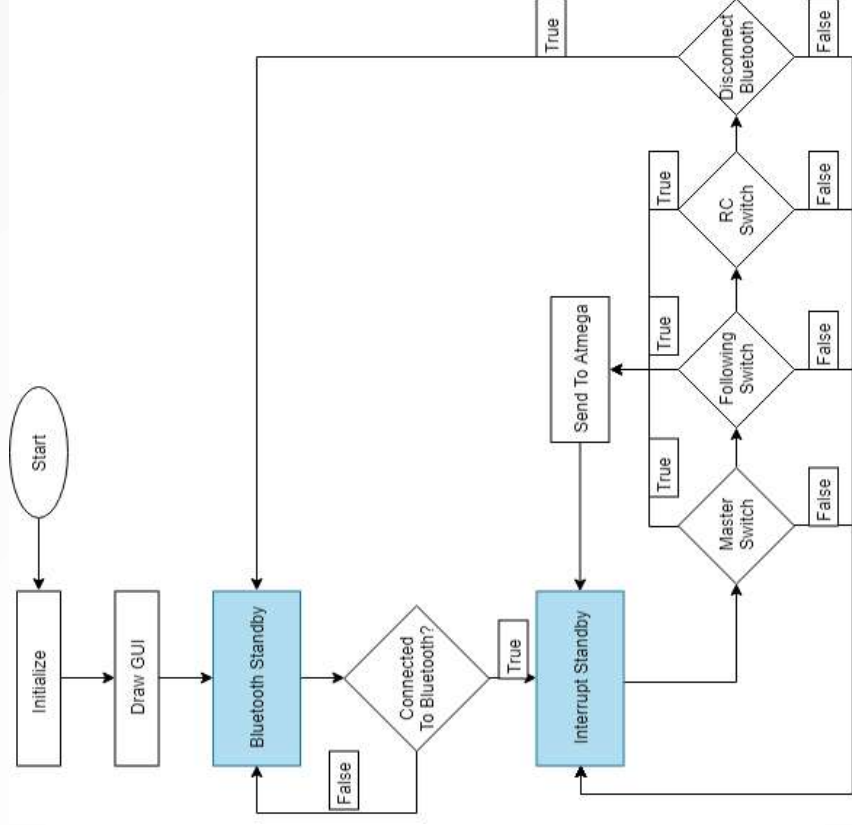 Start
Initialize
Draw GUI
Bluetooth Standby
Connected
To Bluetooth?
False
True
Interrupt Standby
Send To Atmega
Master
Switch
True
False
Following
Switch
True
False
RC
Switch
True
False
Disconnect
Bluetooth
True
False